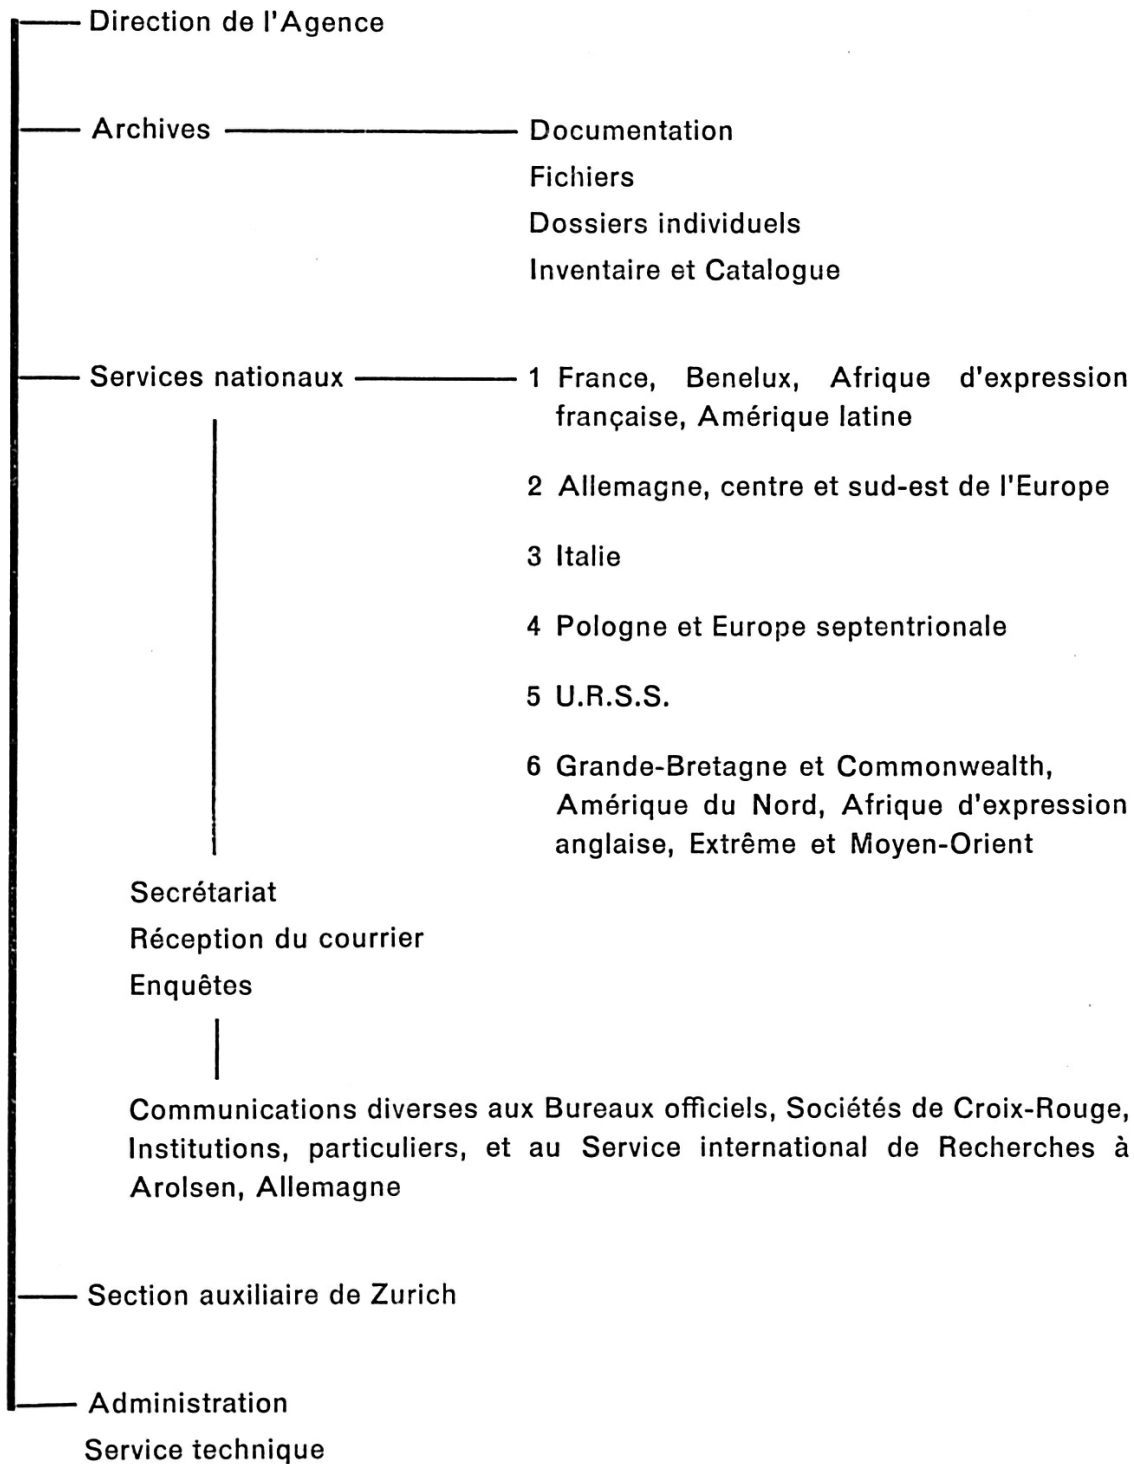 Direction de l'Agence
Archives
Documentation
Fichiers
Dossiers individuels
Inventaire et Catalogue
Services nationaux
1 France, Benelux, Afrique d'expression
française, Amérique latine
2 Allemagne, centre et sud-est de l'Europe
3 Italie
4 Pologne et Europe septentrionale
5 U.R.S.S.
6 Grande-Bretagne et Commonwealth,
Amérique du Nord, Afrique d'expression
anglaise, Extrême et Moyen-Orient
Secrétariat
Réception du courrier
Enquêtes
Communications diverses aux Bureaux officiels, Sociétés de Croix-Rouge,
Institutions, particuliers, et au Service international de Recherches à
Arolsen, Allemagne
Section auxiliaire de Zurich
Administration
Service technique